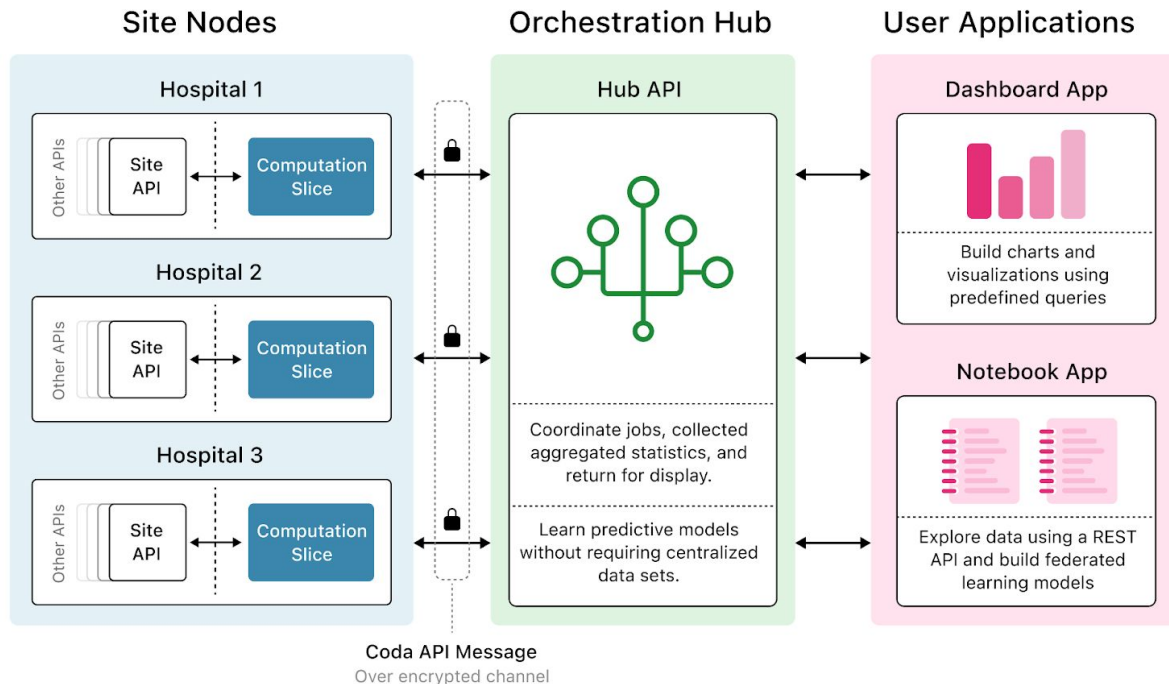 Site Nodes
Orchestration Hub
User Applications
Hospital 1
Other APIs
Site
API
Computation
Slice
Hospital 2
Other APIs
Site
API
Computation
Slice
Hospital 3
Other APIs
Site
API
Computation
Slice
Coda API Message
Over encrypted channel
Hub API
Coordinate jobs, collected
aggregated statistics, and
return for display.
Learn predictive models
without requiring centralized
data sets.
Dashboard App
Build charts and
visualizations using
predefined queries
Notebook App
Explore data using a REST
API and build federated
learning models